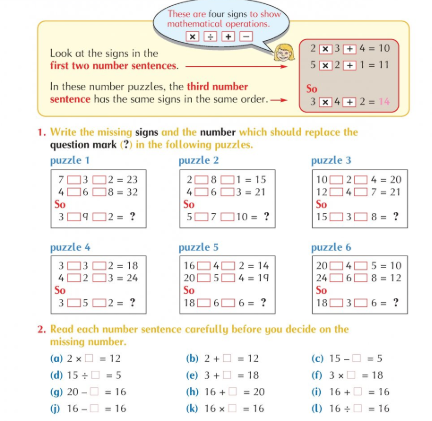 These are four signs to show
mathematical operations.
× ÷ + −
Look at the signs in the
first two number sentences.
2 × 3 + 4 = 10
5 × 2 + 1 = 11
In these number puzzles, the third number
sentence has the same signs in the same order.
So
3 × 4 + 2 = 14
1. Write the missing signs and the number which should replace the
question mark (?) in the following puzzles.
puzzle 1
7 □ 3 □ 2 = 23
4 □ 6 □ 8 = 32
So
3 □ 9 □ 2 = ?
puzzle 2
2 □ 8 □ 1 = 15
4 □ 6 □ 3 = 21
So
5 □ 7 □ 10 = ?
puzzle 3
10 □ 2 □ 4 = 20
12 □ 4 □ 7 = 21
So
15 □ 3 □ 8 = ?
puzzle 4
3 □ 3 □ 2 = 18
4 □ 2 □ 3 = 24
So
3 □ 5 □ 2 = ?
puzzle 5
16 □ 4 □ 2 = 14
20 □ 5 □ 4 = 19
So
18 □ 6 □ 6 = ?
puzzle 6
20 □ 4 □ 5 = 10
24 □ 6 □ 8 = 12
So
18 □ 3 □ 6 = ?
2. Read each number sentence carefully before you decide on the
missing number.
(a) 2 × □ = 12
(b) 2 + □ = 12
(c) 15 − □ = 5
(d) 15 ÷ □ = 5
(e) 3 + □ = 18
(f) 3 × □ = 18
(g) 20 − □ = 16
(h) 16 + □ = 20
(i) 16 + □ = 16
(j) 16 − □ = 16
(k) 16 × □ = 16
(l) 16 ÷ □ = 16